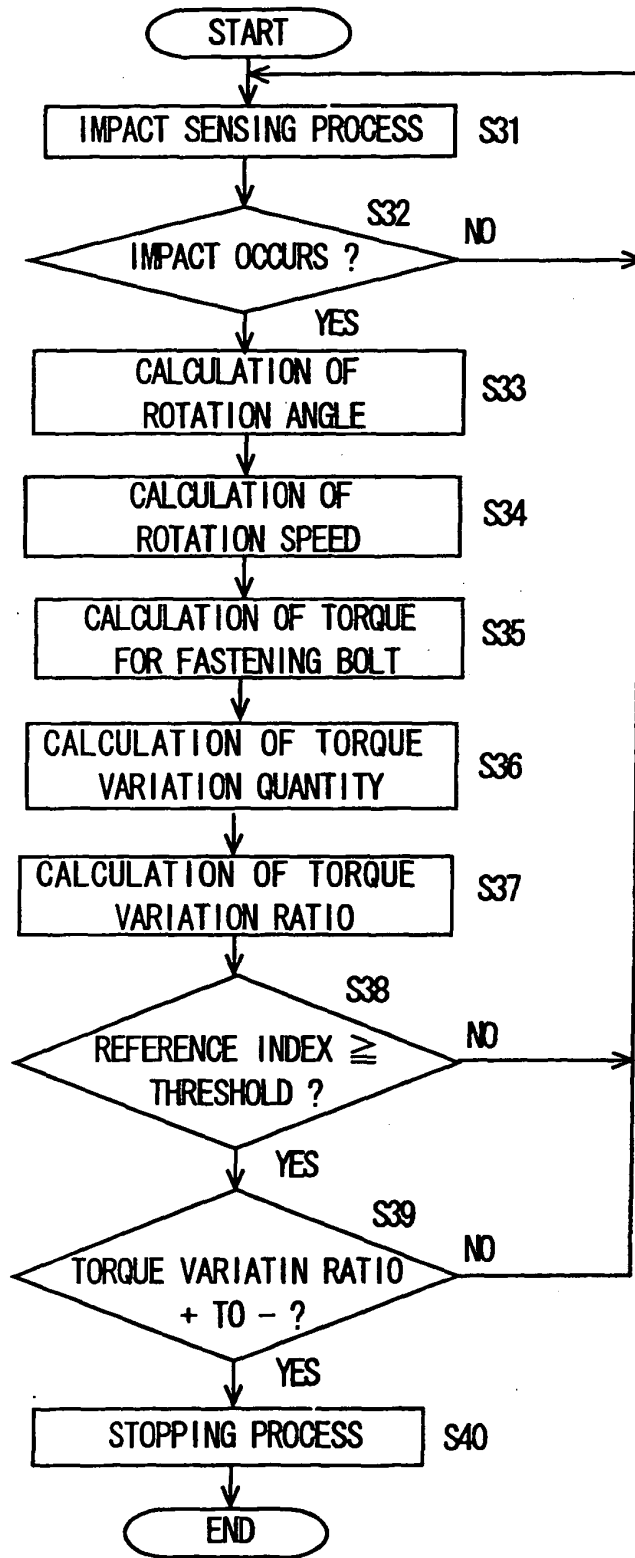 START
IMPACT SENSING PROCESS S31
S32
IMPACT OCCURS ? NO
YES
CALCULATION OF
ROTATION ANGLE
S33
CALCULATION OF
ROTATION SPEED
S34
CALCULATION OF TORQUE
FOR FASTENING BOLT
S35
CALCULATION OF TORQUE
VARIATION QUANTITY
S36
CALCULATION OF TORQUE
VARIATION RATIO
S37
S38
REFERENCE INDEX ≧
THRESHOLD ?
NO
YES
S39
TORQUE VARIATIN RATIO
+ TO - ?
NO
YES
STOPPING PROCESS S40
END